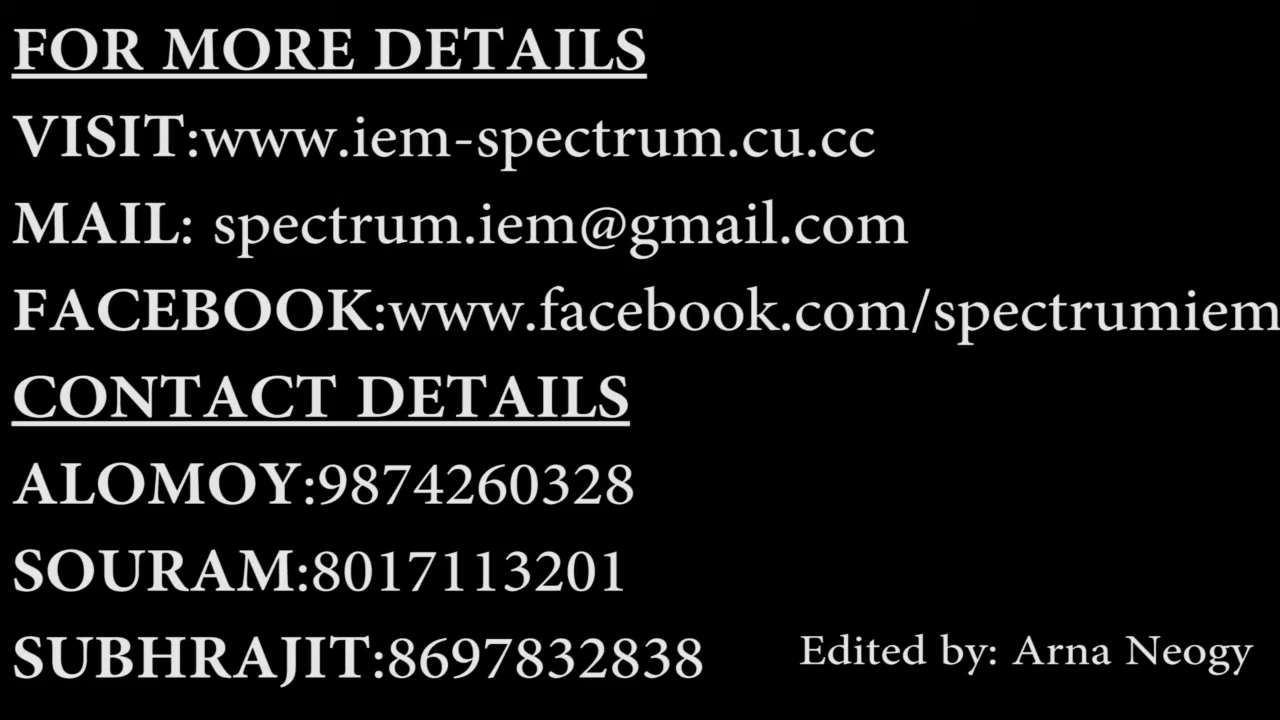 FOR MORE DETAILS
VISIT:www.iem-spectrum.cu.cc
MAIL: spectrum.iem@gmail.com
FACEBOOK:www.facebook.com/spectrumiem
CONTACT DETAILS
ALOMOY:9874260328
SOURAM:8017113201
SUBHRAJIT:8697832838
Edited by: Arna Neogy